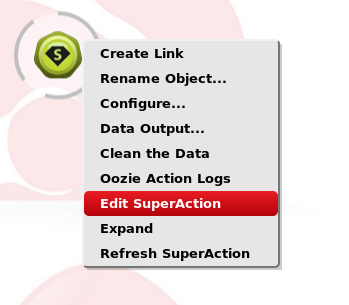 S
Create Link
Rename Object...
Configure...
Data Output...
Clean the Data
Oozie Action Logs
Edit SuperAction
Expand
Refresh SuperAction